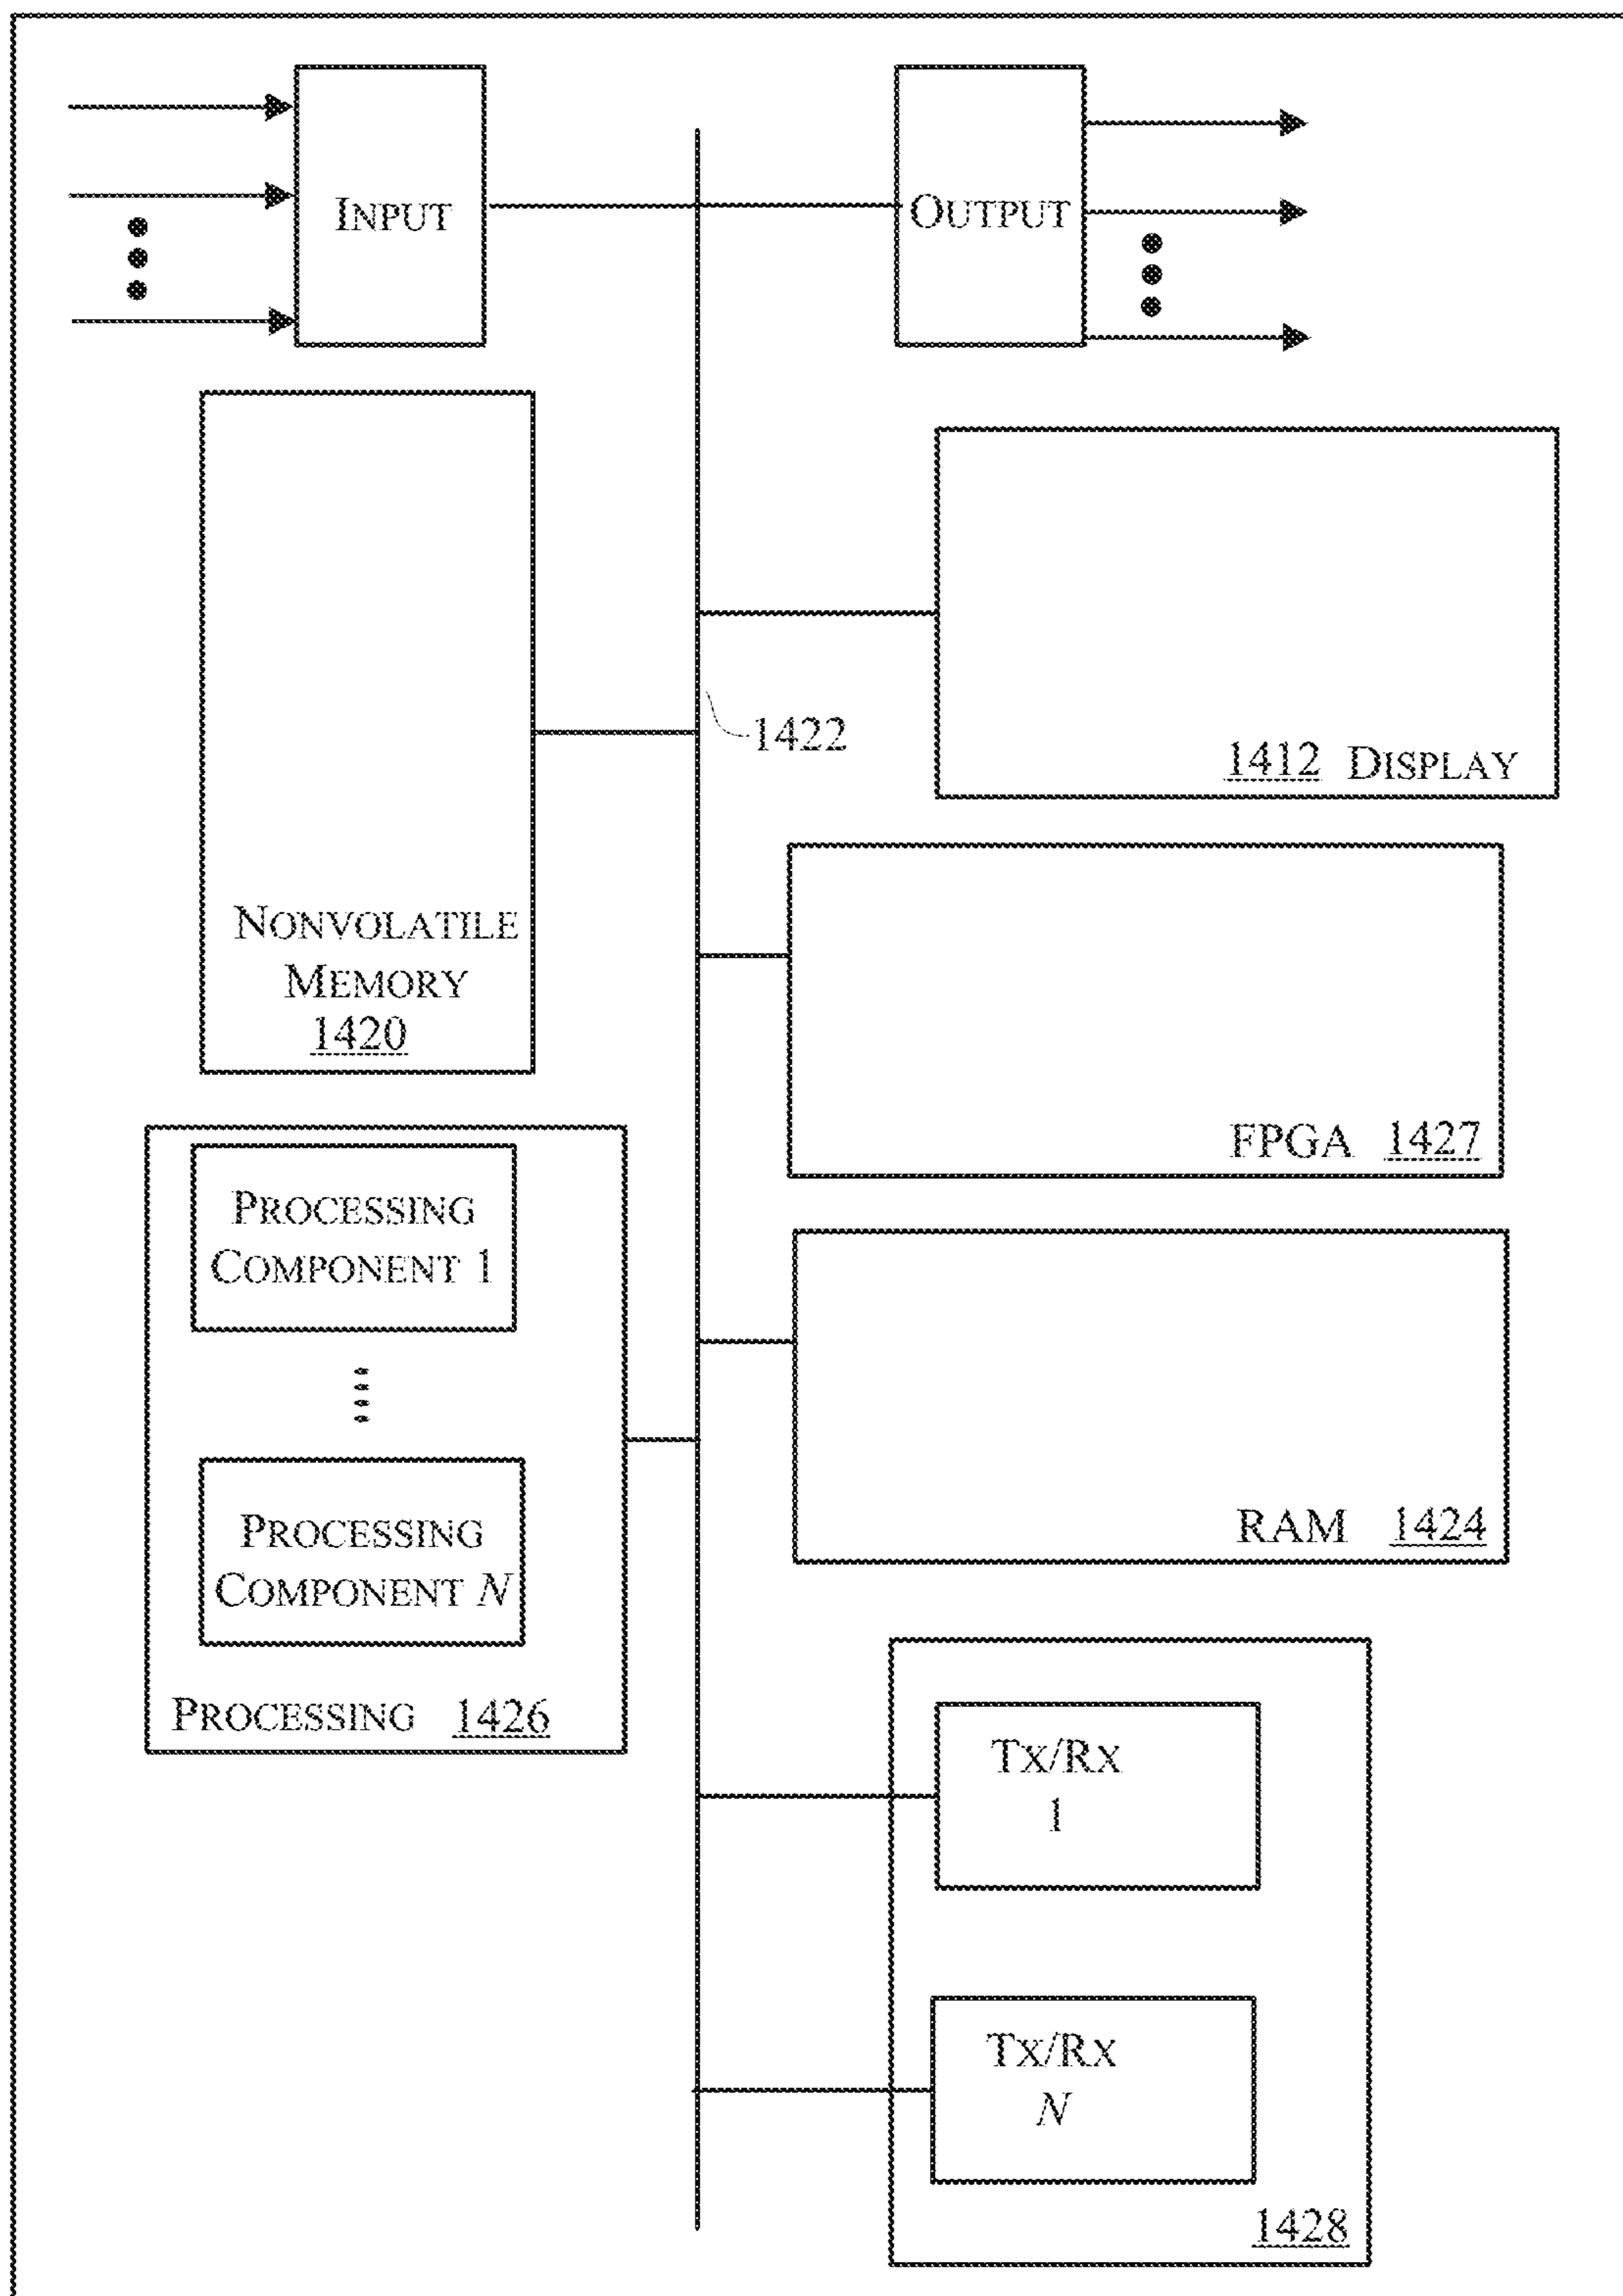 INPUT
OUTPUT
1422
1412 DISPLAY
NONVOLATILE
MEMORY
1420
FPGA 1427
PROCESSING
COMPONENT 1
PROCESSING
COMPONENT N
PROCESSING 1426
RAM 1424
TX/RX
1
TX/RX
N
1428